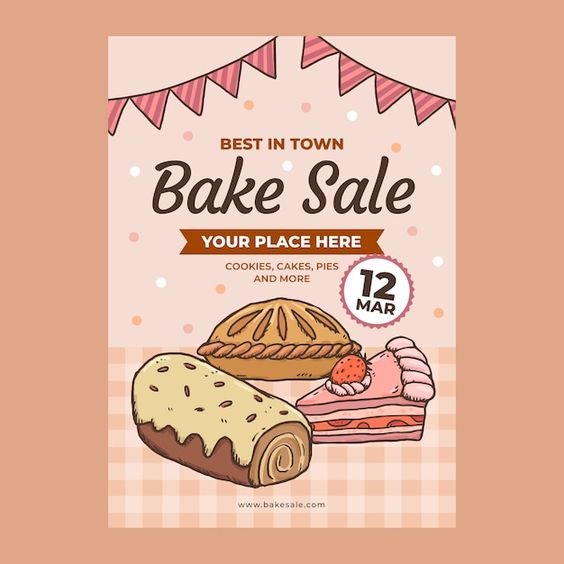 BEST IN TOWN
Bake Sale
YOUR PLACE HERE
COOKIES, CAKES, PIES
AND MORE
12
MAR
www.bakesale.com